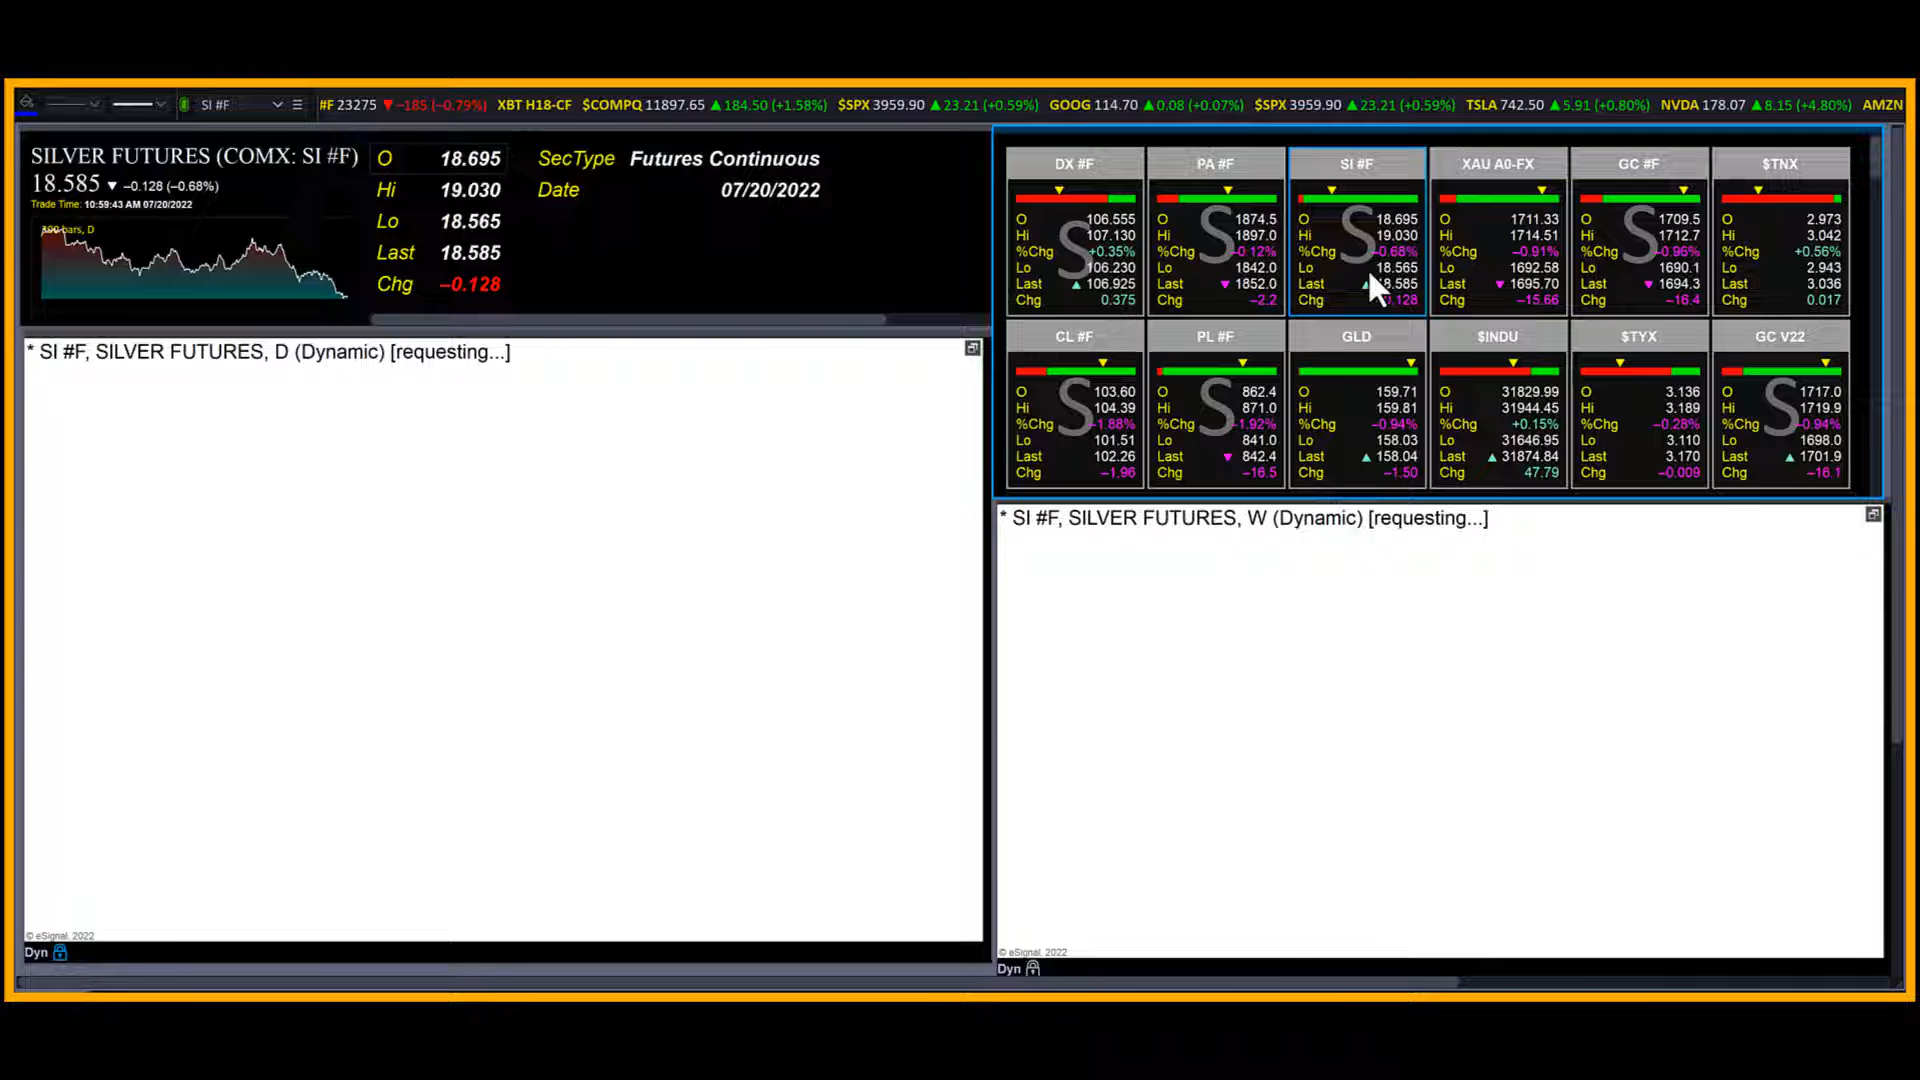 SI #F #F 23275 ▼ –185 (–0.79%) XBT H18-CF $COMPQ 11897.65 ▲ 184.50 (+1.58%) $SPX 3959.90 ▲ 23.21 (+0.59%) GOOG 114.70 ▲ 0.08 (+0.07%) $SPX 3959.90 ▲ 23.21 (+0.59%) TSLA 742.50 ▲ 5.91 (+0.80%) NVDA 178.07 ▲ 8.15 (+4.80%) AMZN
SILVER FUTURES (COMX: SI #F)
18.585 ▼ –0.128 (–0.68%)
Trade Time: 10:59:43 AM 07/20/2022
300 bars, D
O 18.695
Hi 19.030
Lo 18.565
Last 18.585
Chg –0.128
SecType Futures Continuous
Date 07/20/2022
DX #F
O 106.555
Hi 107.130
%Chg +0.35%
Lo 106.230
Last ▲ 106.925
Chg 0.375
PA #F
O 1874.5
Hi 1897.0
%Chg –0.12%
Lo 1842.0
Last ▼ 1852.0
Chg –2.2
SI #F
O 18.695
Hi 19.030
%Chg –0.68%
Lo 18.565
Last ▲ 18.585
Chg –0.128
XAU A0-FX
O 1711.33
Hi 1714.51
%Chg –0.91%
Lo 1692.58
Last ▼ 1695.70
Chg –15.66
GC #F
O 1709.5
Hi 1712.7
%Chg –0.96%
Lo 1690.1
Last ▼ 1694.3
Chg –16.4
$TNX
O 2.973
Hi 3.042
%Chg +0.56%
Lo 2.943
Last 3.036
Chg 0.017
CL #F
O 103.60
Hi 104.39
%Chg –1.88%
Lo 101.51
Last 102.26
Chg –1.96
PL #F
O 862.4
Hi 871.0
%Chg –1.92%
Lo 841.0
Last ▼ 842.4
Chg –16.5
GLD
O 159.71
Hi 159.81
%Chg –0.94%
Lo 158.03
Last ▲ 158.04
Chg –1.50
$INDU
O 31829.99
Hi 31944.45
%Chg +0.15%
Lo 31646.95
Last ▲ 31874.84
Chg 47.79
$TYX
O 3.136
Hi 3.189
%Chg –0.28%
Lo 3.110
Last 3.170
Chg –0.009
GC V22
O 1717.0
Hi 1719.9
%Chg –0.94%
Lo 1698.0
Last ▲ 1701.9
Chg –16.1
* SI #F, SILVER FUTURES, D (Dynamic) [requesting...]
© eSignal, 2022
Dyn
* SI #F, SILVER FUTURES, W (Dynamic) [requesting...]
© eSignal, 2022
Dyn